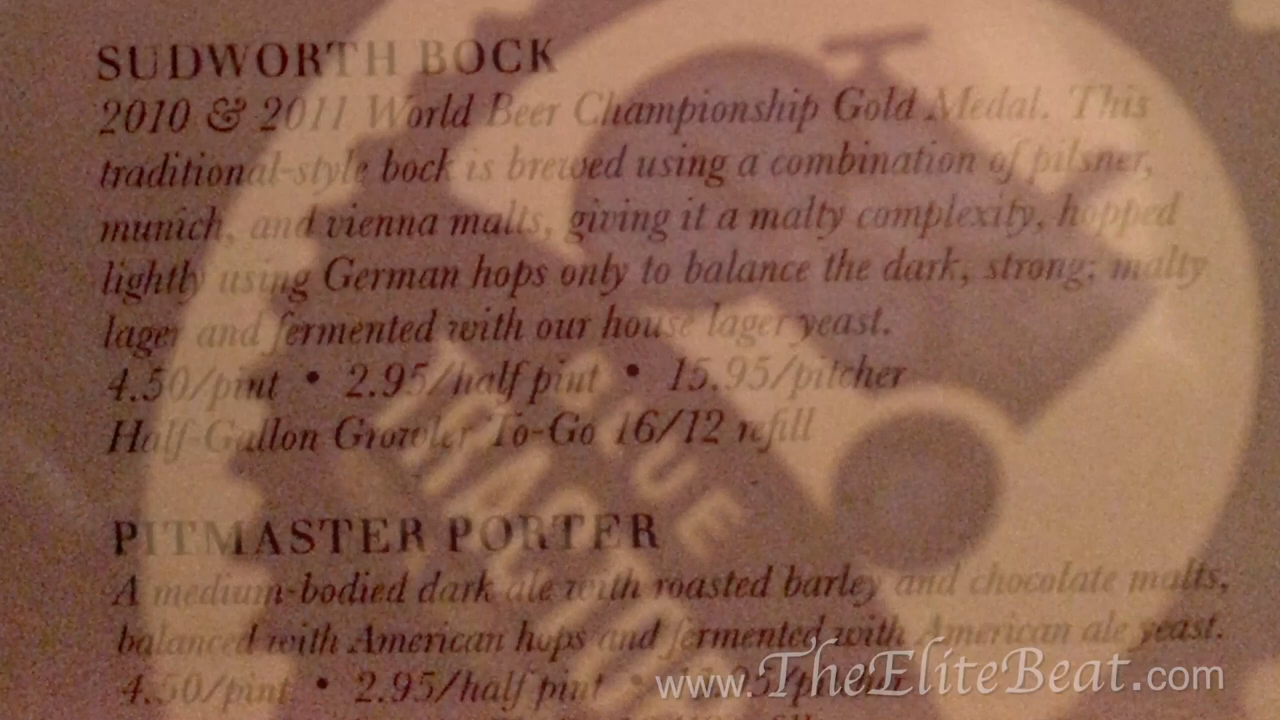 SUDWORTH BOCK
2010 & 2011 World Beer Championship Gold Medal. This
traditional-style bock is brewed using a combination of pilsner,
munich, and vienna malts, giving it a malty complexity, hopped
lightly using German hops only to balance the dark, strong; malty
lager and fermented with our house lager yeast.
4.50/pint • 2.95/half pint • 15.95/pitcher
Half-Gallon Growler To-Go 16/12 refill
BLUE
SMALTHOUSE
PITMASTER PORTER
A medium-bodied dark ale with roasted barley and chocolate malts,
balanced with American hops and fermented with American ale yeast.
4.50/pint • 2.95/half pint •
www.TheEliteBeat.com